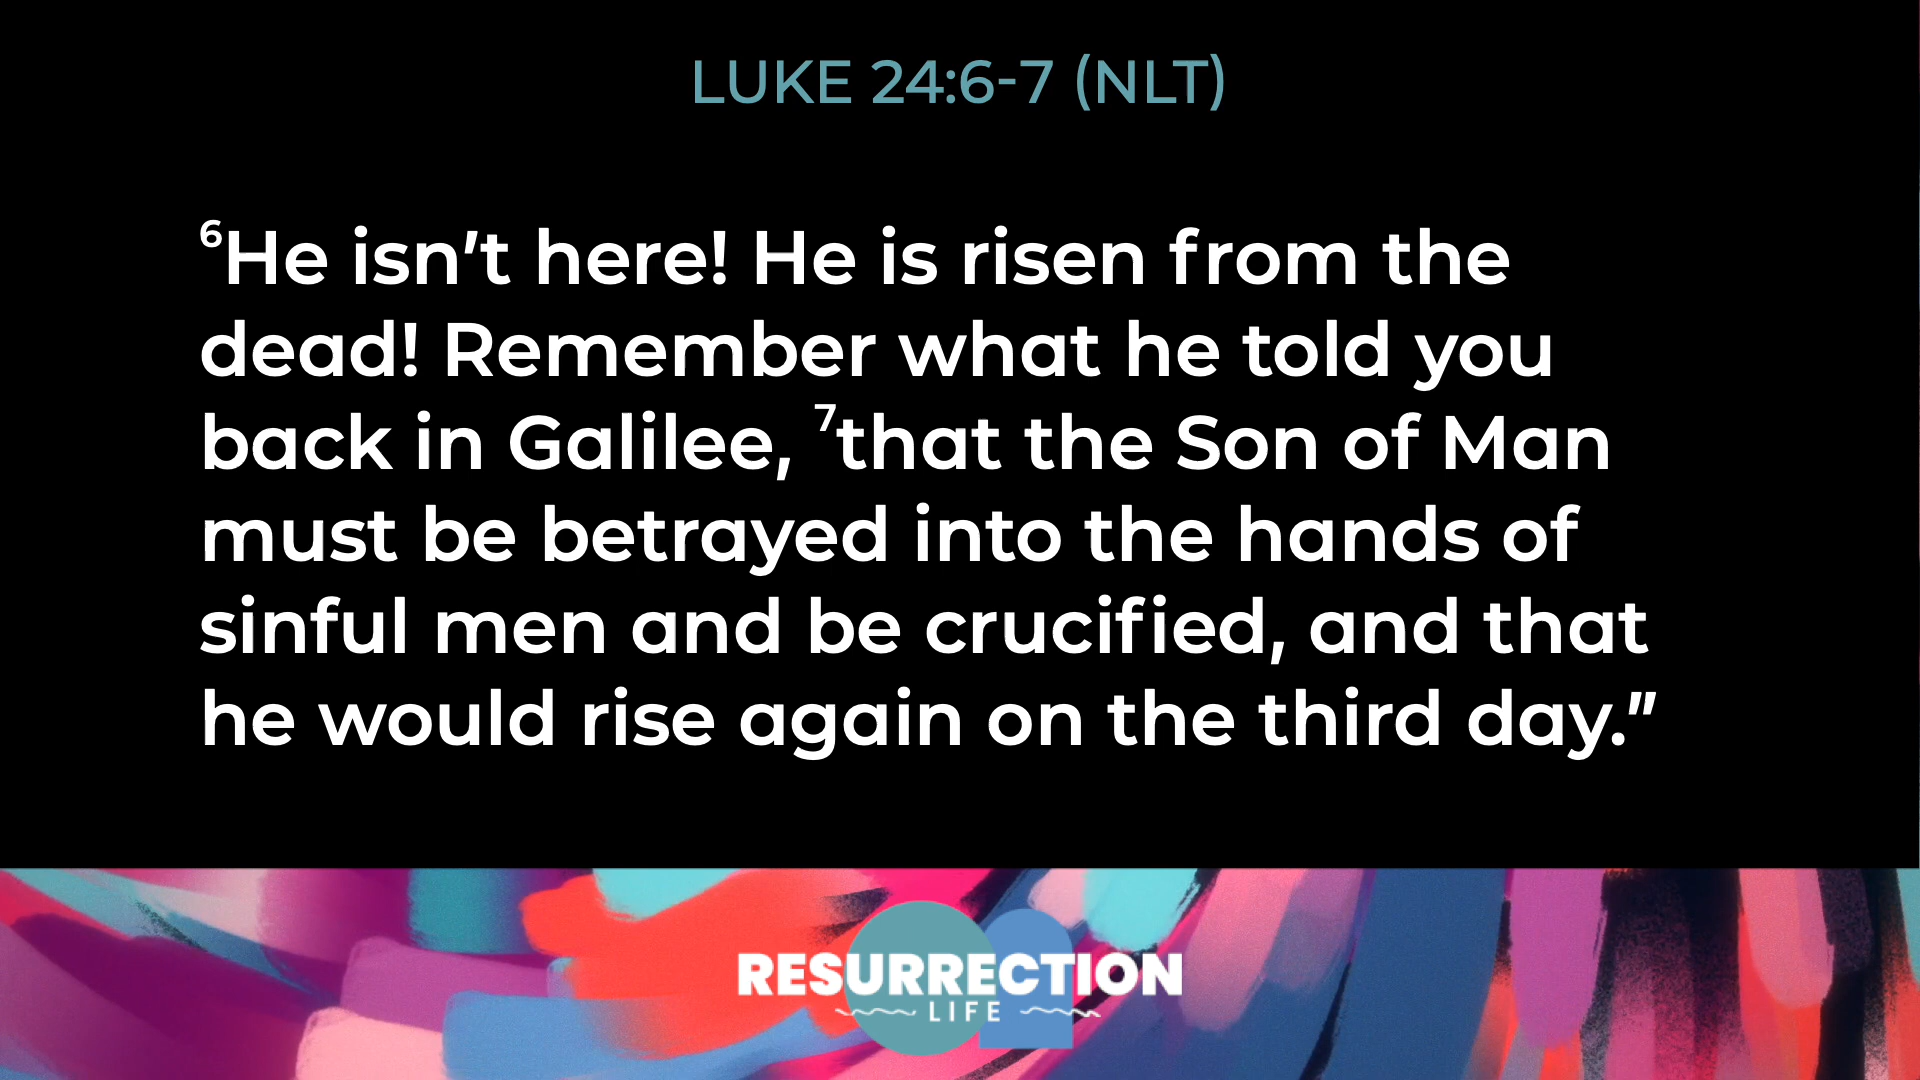 LUKE 24:6-7 (NLT)
⁶He isn't here! He is risen from the
dead! Remember what he told you
back in Galilee, ⁷that the Son of Man
must be betrayed into the hands of
sinful men and be crucified, and that
he would rise again on the third day."
RESURRECTION
LIFE